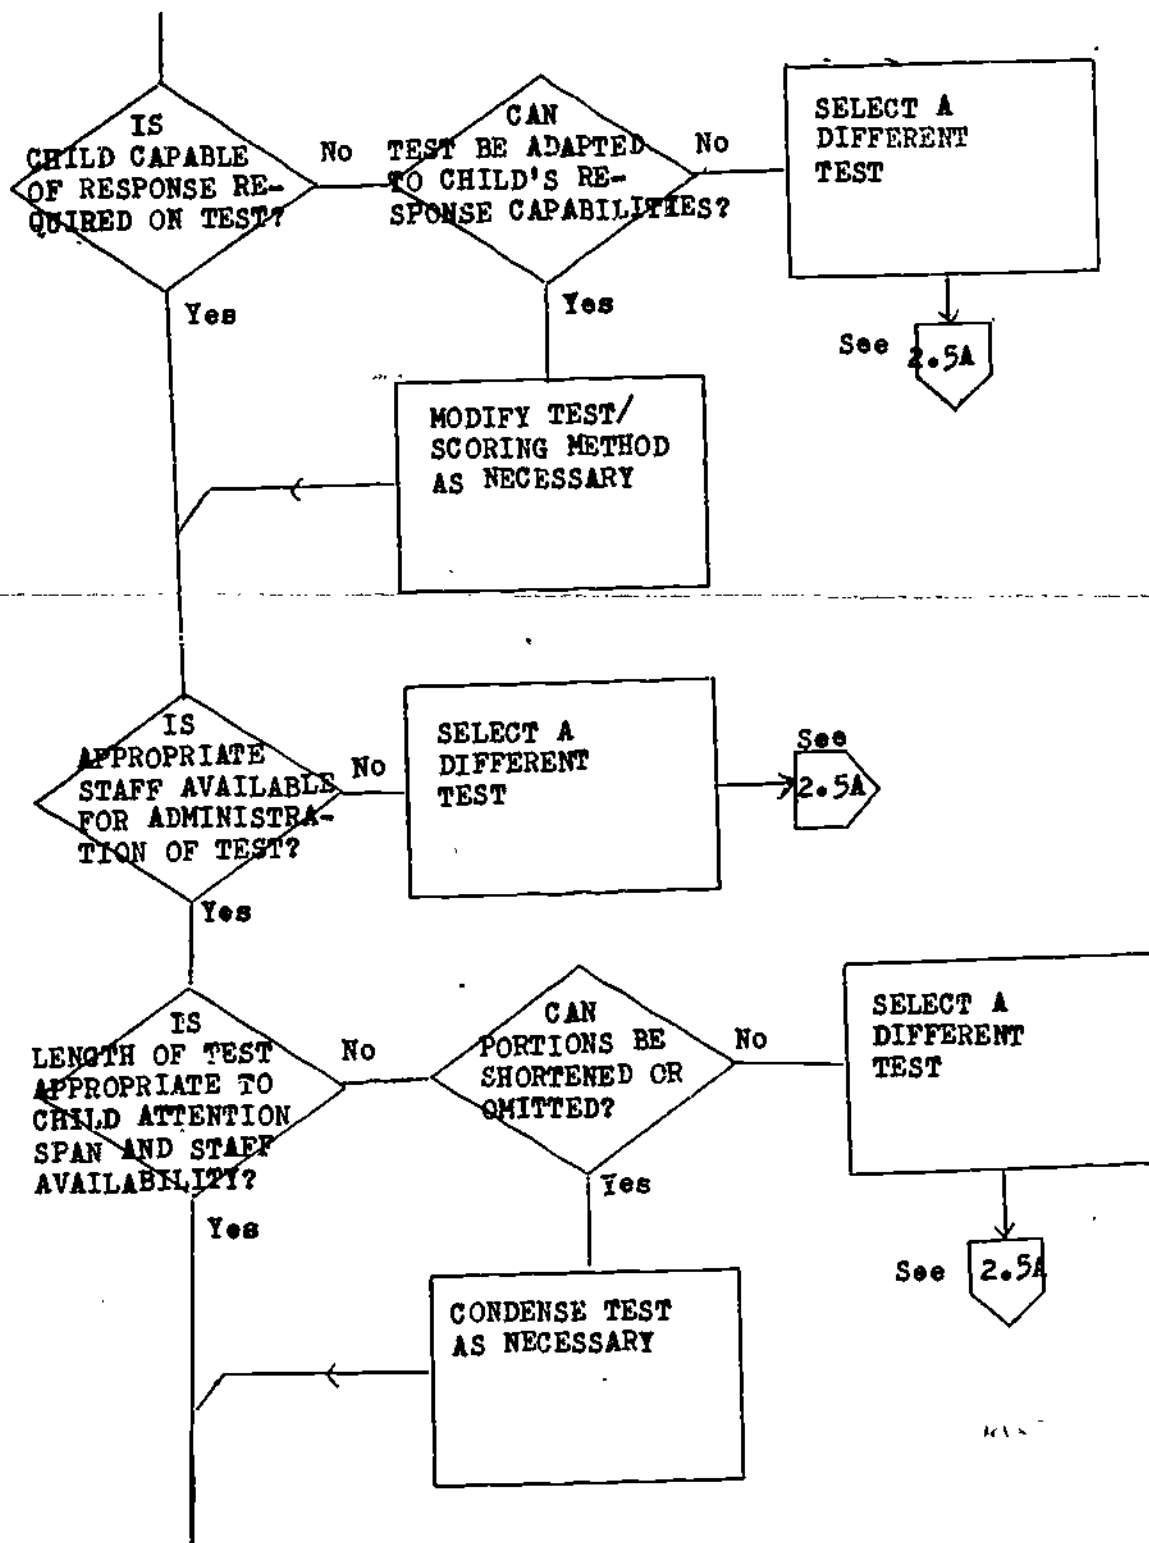 IS
CHILD CAPABLE
OF RESPONSE RE-
QUIRED ON TEST?
No
CAN
TEST BE ADAPTED
TO CHILD'S RE-
SPONSE CAPABILITIES?
No
SELECT A
DIFFERENT
TEST
Yes
Yes
See 2.5A
MODIFY TEST/
SCORING METHOD
AS NECESSARY
IS
APPROPRIATE
STAFF AVAILABLE
FOR ADMINISTRA-
TION OF TEST?
No
SELECT A
DIFFERENT
TEST
See
2.5A
Yes
IS
LENGTH OF TEST
APPROPRIATE TO
CHILD ATTENTION
SPAN AND STAFF
AVAILABILITY?
No
CAN
PORTIONS BE
SHORTENED OR
OMITTED?
No
SELECT A
DIFFERENT
TEST
Yes
Yes
See 2.5A
CONDENSE TEST
AS NECESSARY